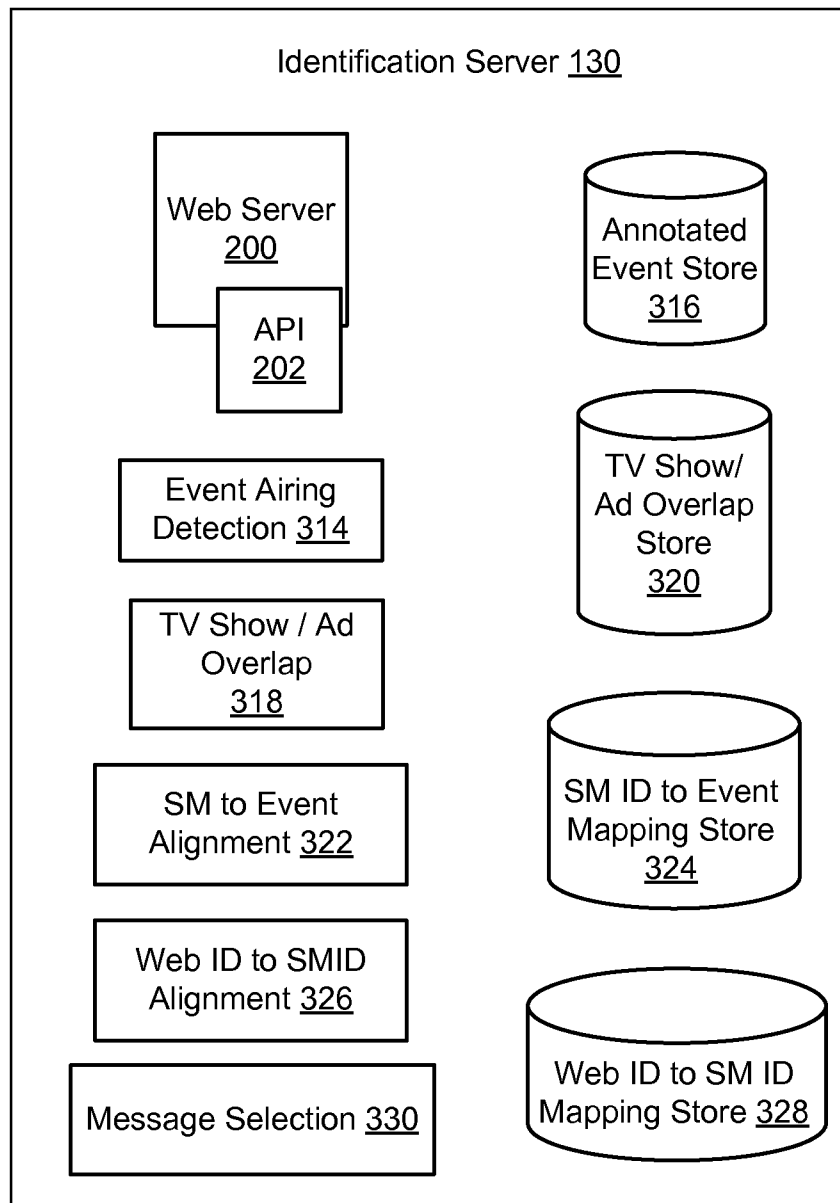 Identification Server 130
Web Server
200
API
202
Event Airing
Detection 314
TV Show / Ad
Overlap
318
SM to Event
Alignment 322
Web ID to SMID
Alignment 326
Message Selection 330
Annotated
Event Store
316
TV Show/
Ad Overlap
Store
320
SM ID to Event
Mapping Store
324
Web ID to SM ID
Mapping Store 328